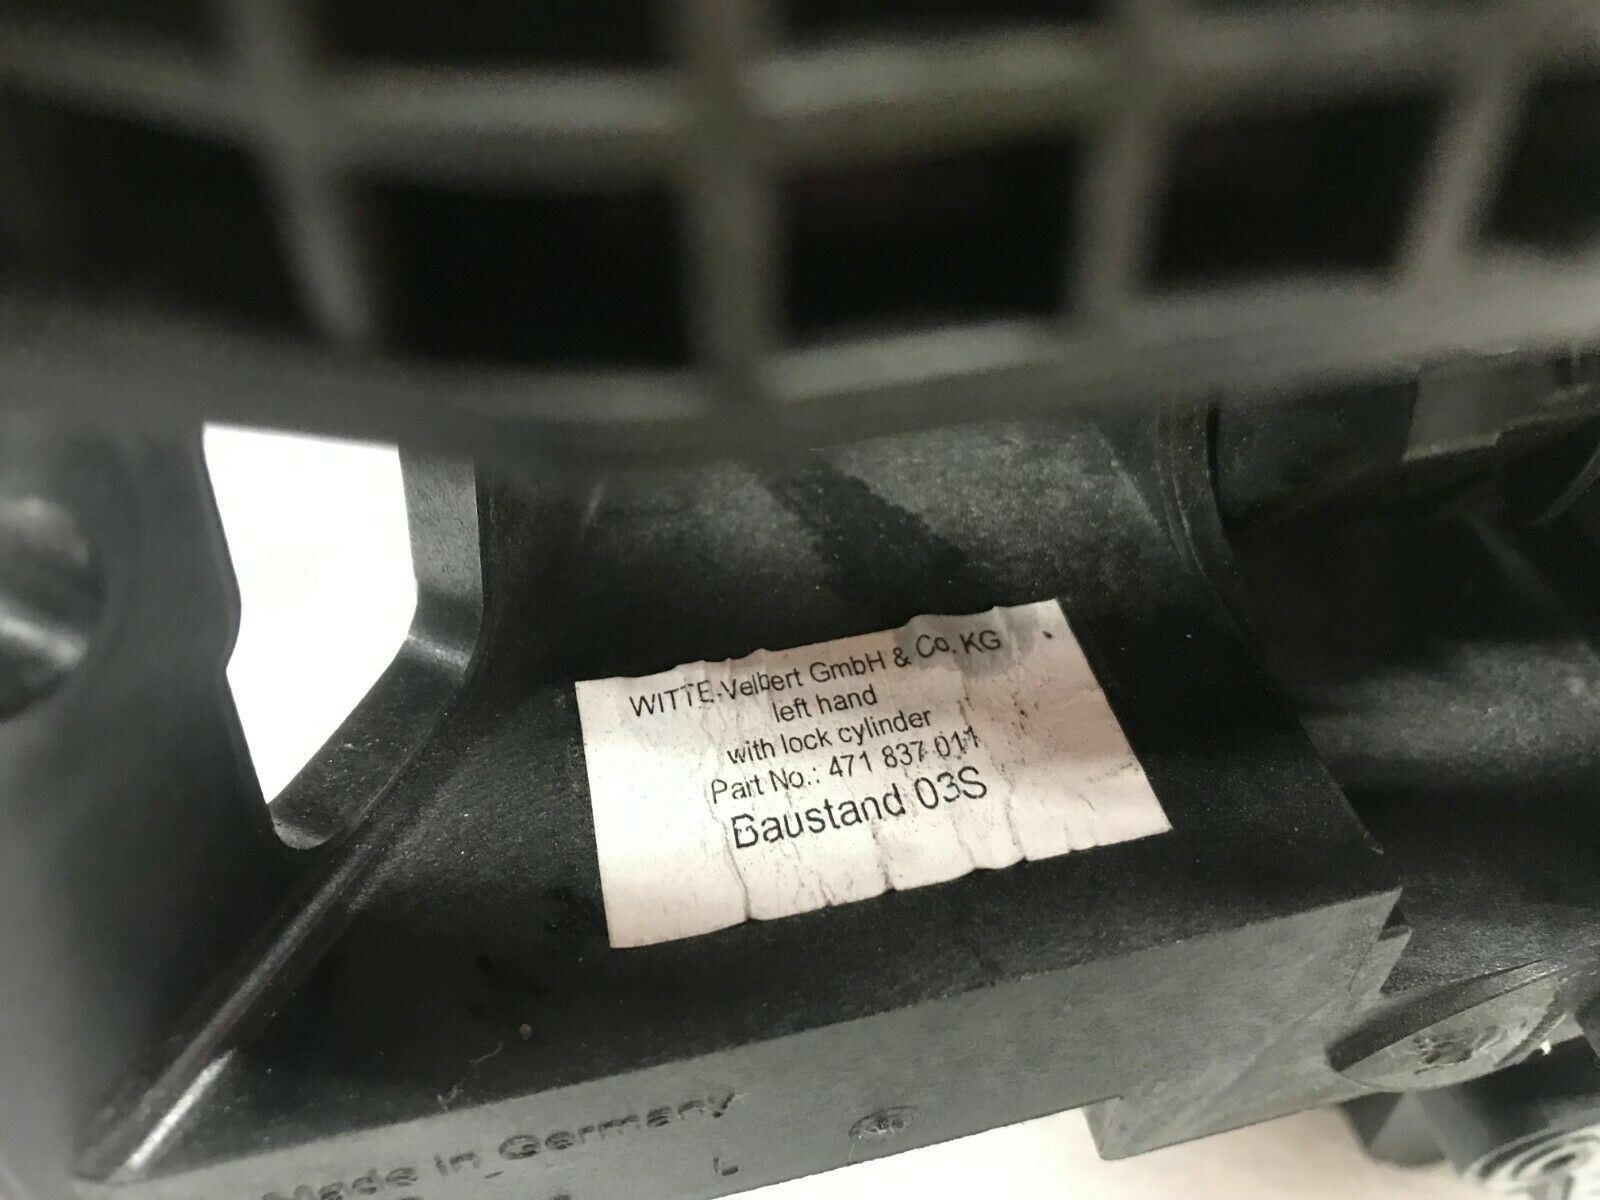 WITTE-Velbert GmbH & Co. KG
left hand
with lock cylinder
Part No.: 471 837 011
Baustand 03S
Made in Germany
L